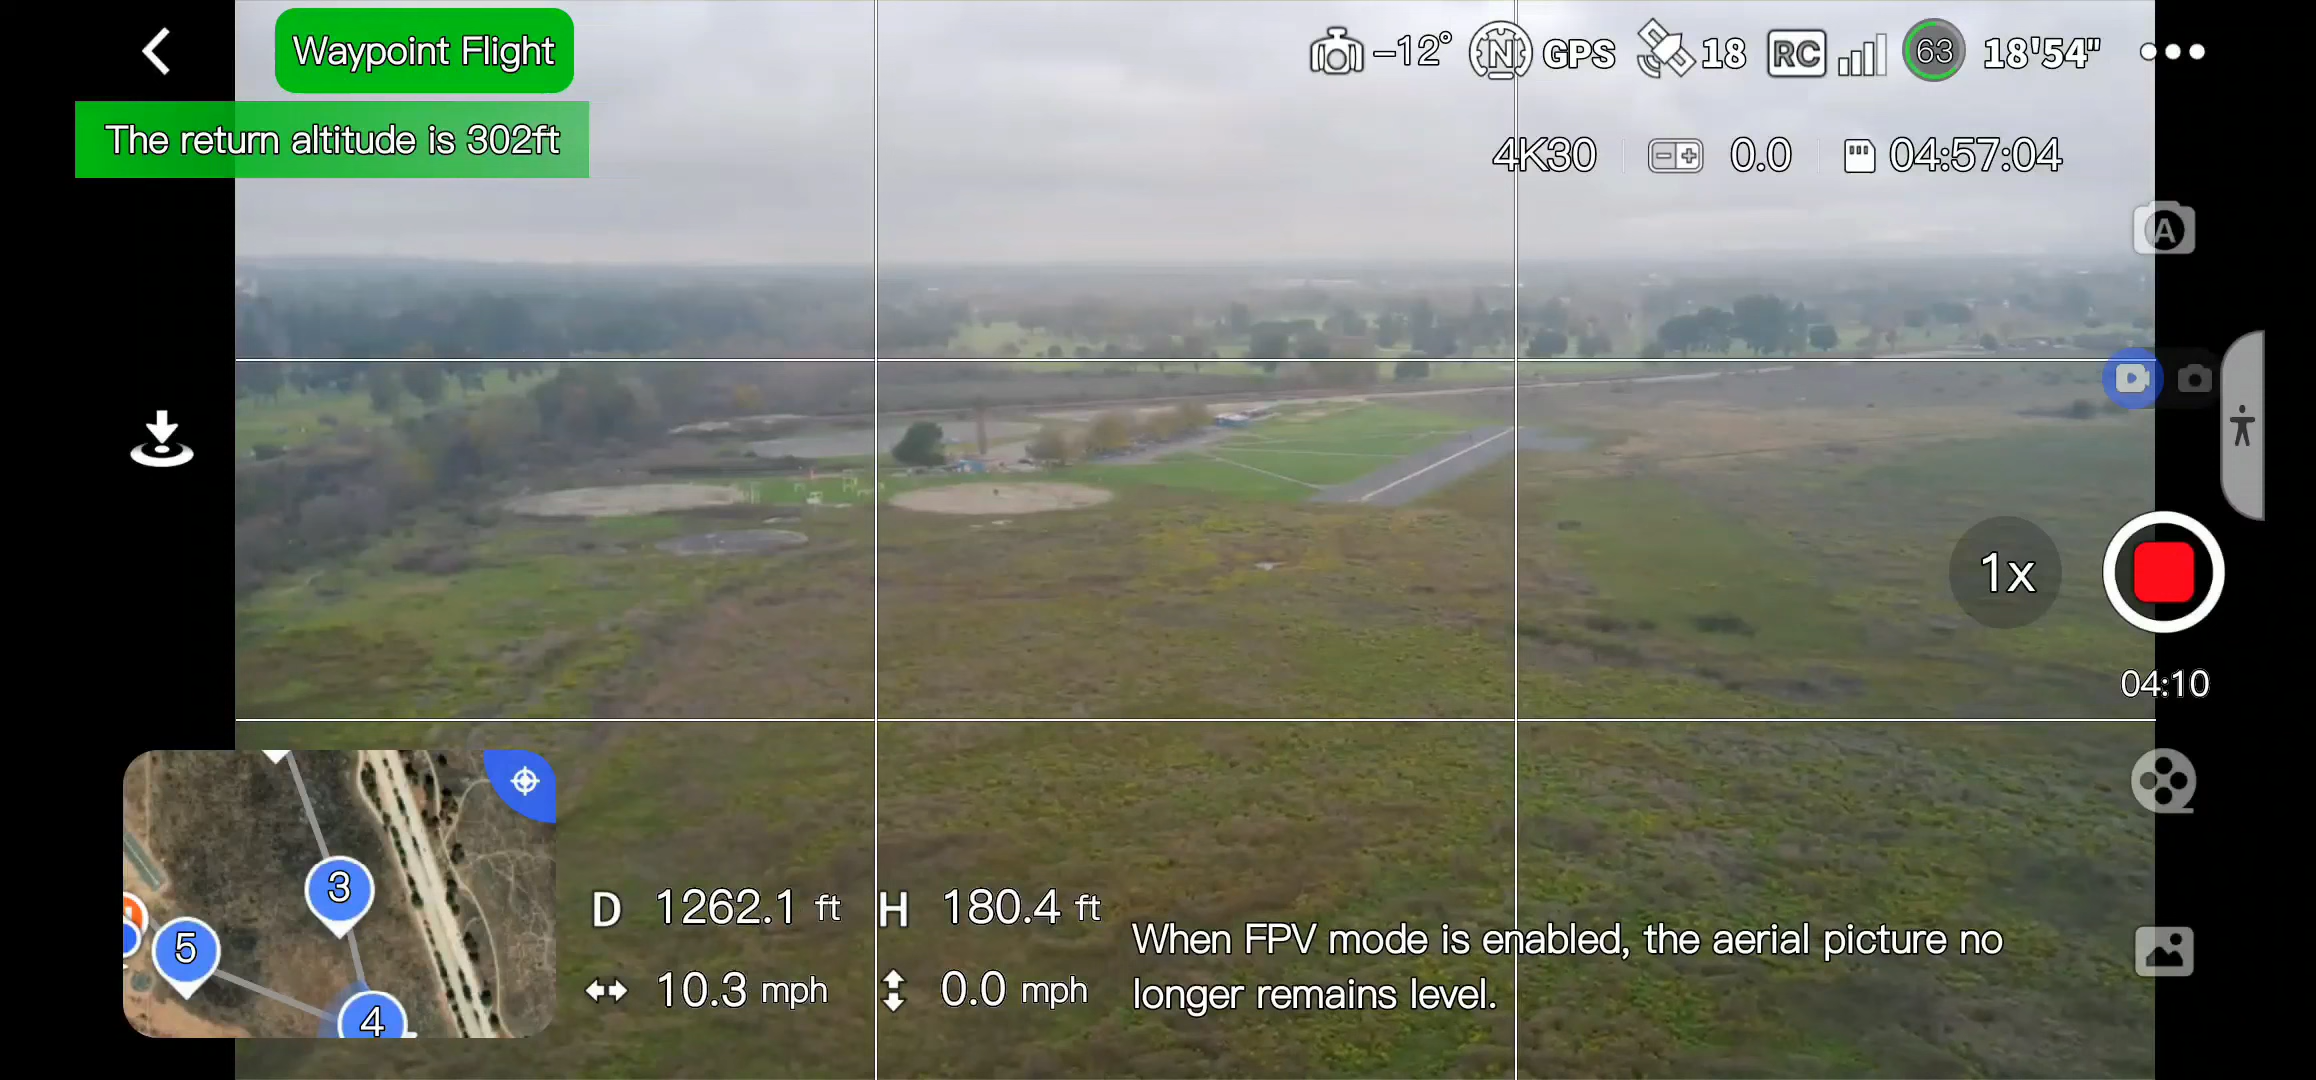 Waypoint Flight
-12° N GPS 18 RC 63 18'54"
The return altitude is 302ft
4K30 0.0 04:57:04
A
1x
04:10
3
5
4
D 1262.1 ft H 180.4 ft
10.3 mph 0.0 mph
When FPV mode is enabled, the aerial picture no
longer remains level.